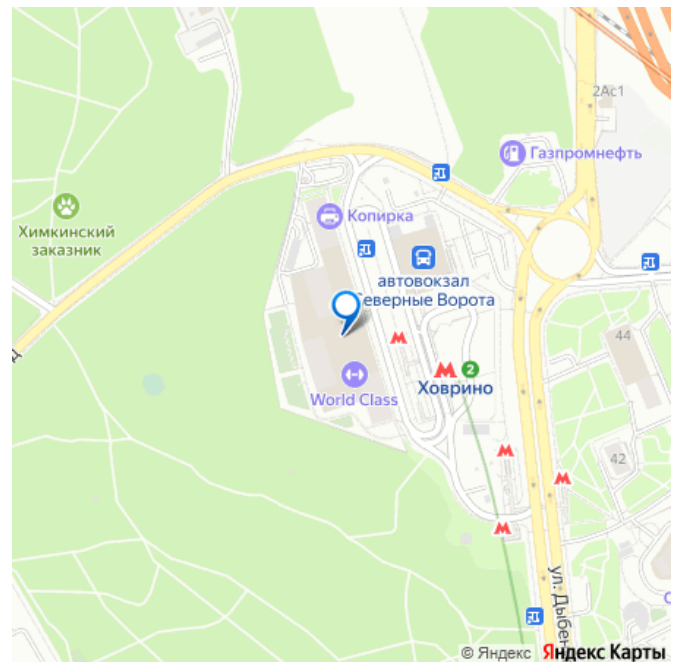 2Ac1
Газпромнефть
Копирка
Химкинский
заказник
автовокзал
Северные Ворота
44
World Class
2
Ховрино
42
ул. Дыбен
© Яндекс Яндекс Карты